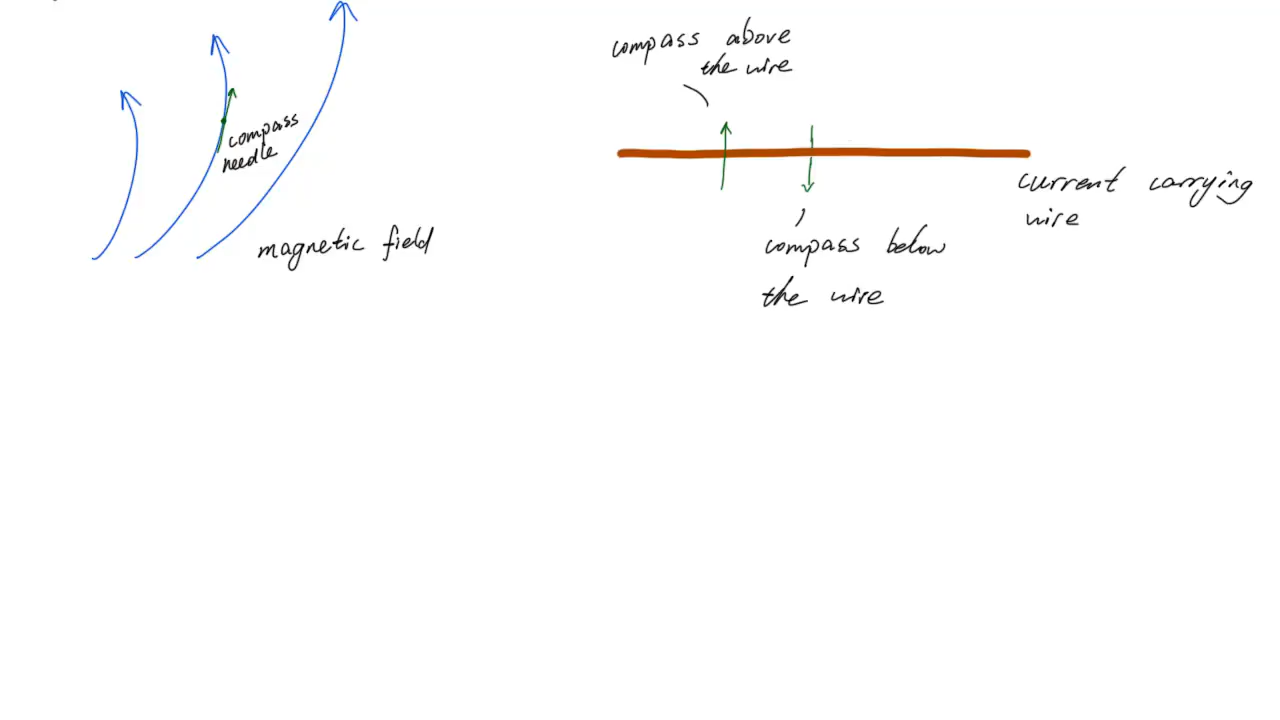 compass
needle
magnetic field
compass above
the wire
current carrying
wire
compass below
the wire